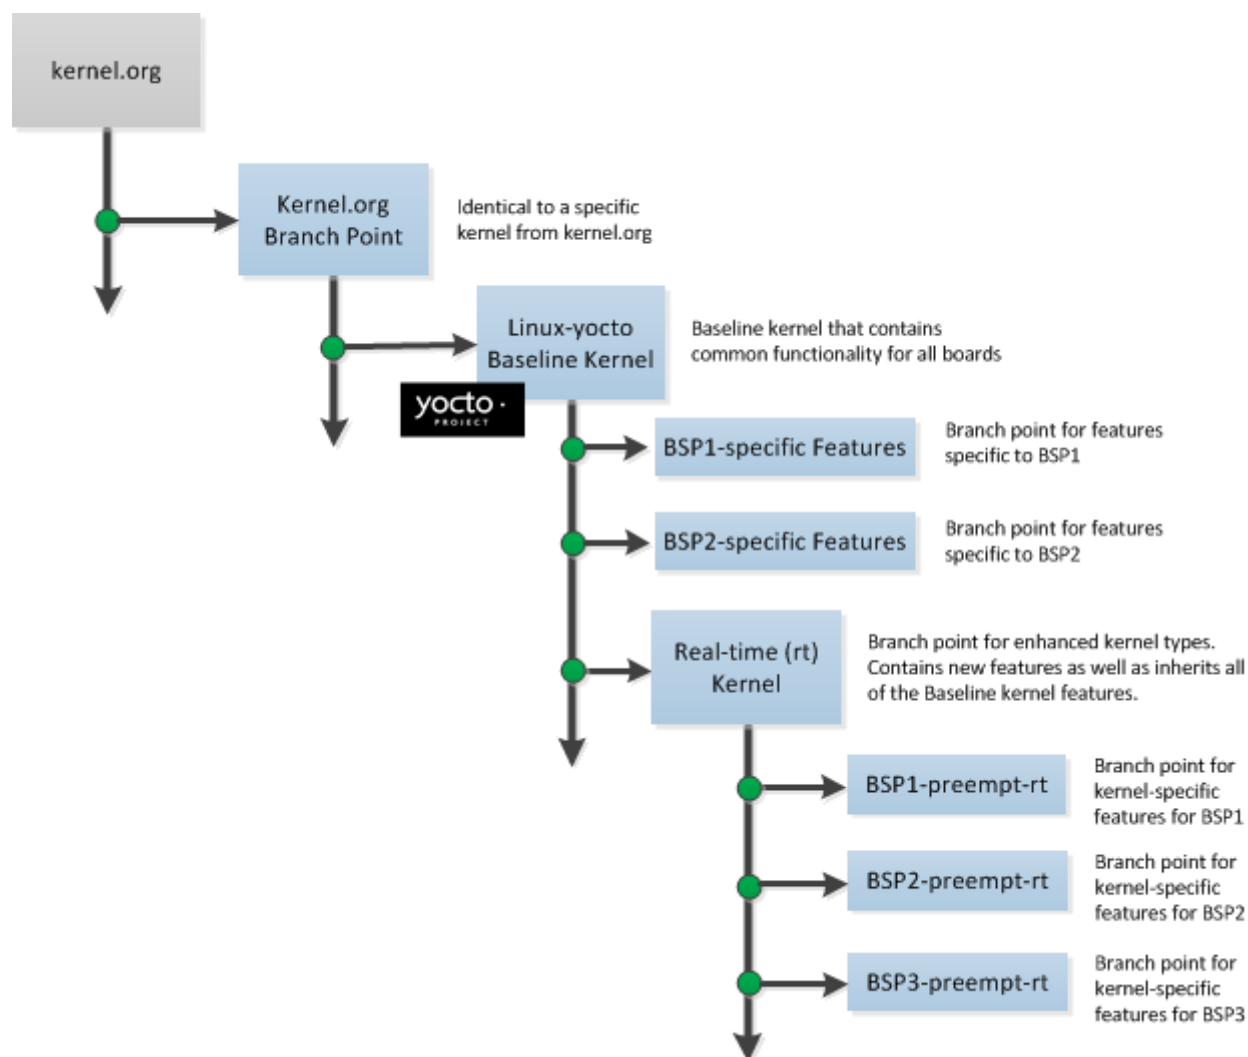 kernel.org
Kernel.org
Branch Point
Identical to a specific
kernel from kernel.org
Linux-yocto
Baseline Kernel
Baseline kernel that contains
common functionality for all boards
yocto ·
PROJECT
BSP1-specific Features
Branch point for features
specific to BSP1
BSP2-specific Features
Branch point for features
specific to BSP2
Real-time (rt)
Kernel
Branch point for enhanced kernel types.
Contains new features as well as inherits all
of the Baseline kernel features.
BSP1-preempt-rt
Branch point for
kernel-specific
features for BSP1
BSP2-preempt-rt
Branch point for
kernel-specific
features for BSP2
BSP3-preempt-rt
Branch point for
kernel-specific
features for BSP3